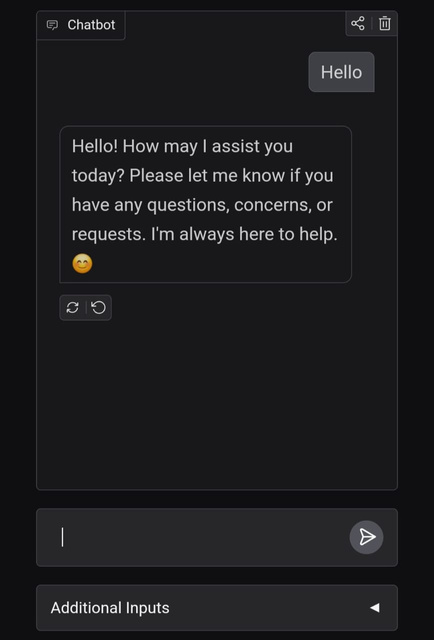 Chatbot
Hello
Hello! How may I assist you
today? Please let me know if you
have any questions, concerns, or
requests. I'm always here to help.
😊
Additional Inputs